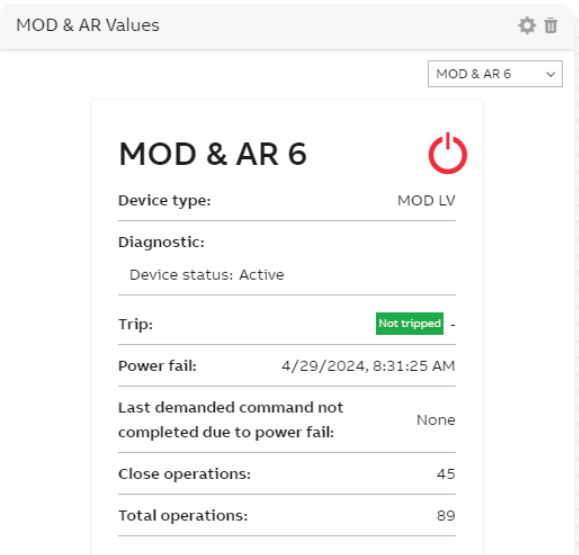 MOD & AR Values
MOD & AR 6
MOD & AR 6
Device type: MOD LV
Diagnostic:
Device status: Active
Trip: Not tripped -
Power fail: 4/29/2024, 8:31:25 AM
Last demanded command not
completed due to power fail: None
Close operations: 45
Total operations: 89